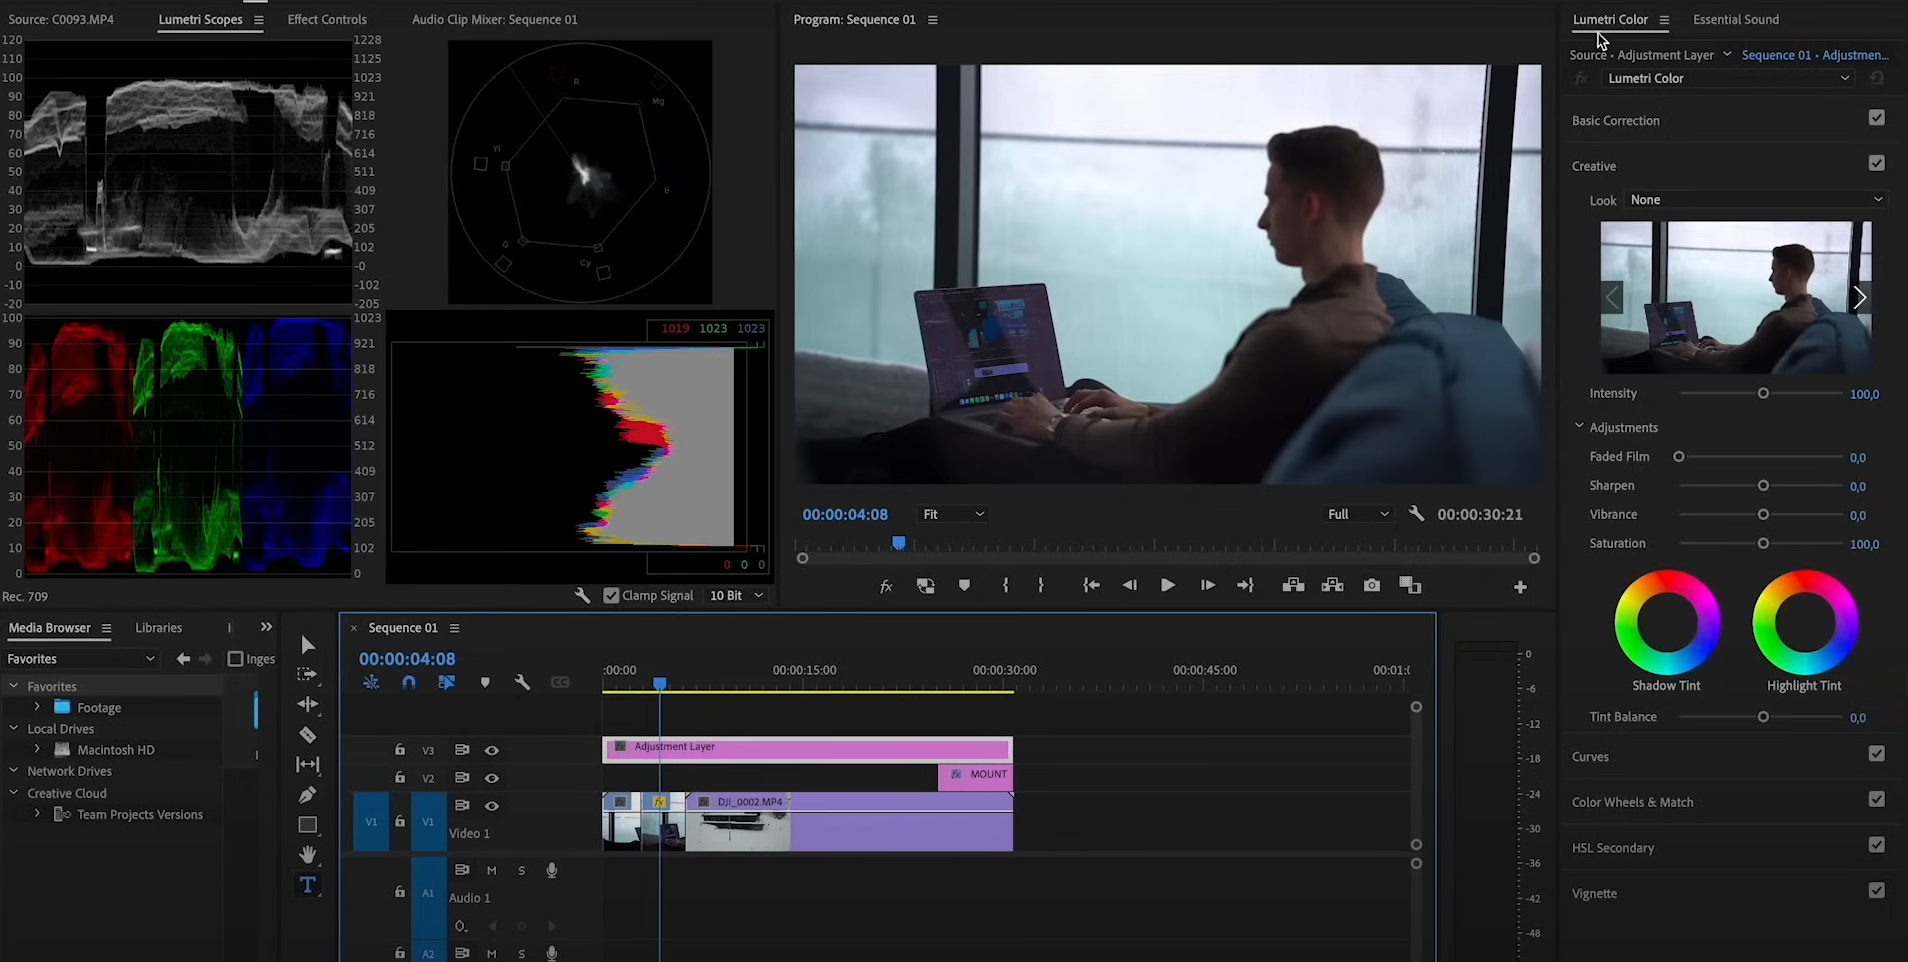 Source: C0093.MP4
Lumetri Scopes
Effect Controls
Audio Clip Mixer: Sequence 01
120
110
100
90
80
70
60
50
40
30
20
10
0
-10
-20
1228
1125
1023
921
818
716
614
511
409
307
205
102
-0
-102
-205
R
Mg
B
Cy
G
Yl
100
90
80
70
60
50
40
30
20
10
0
1023
921
818
716
614
512
409
307
205
102
0
1019 1023 1023
0 0 0
Rec. 709
Clamp Signal
10 Bit
Program: Sequence 01
00:00:04:08
Fit
Full
00:00:30:21
Lumetri Color
Essential Sound
Source · Adjustment Layer
Sequence 01 · Adjustmen...
fx
Lumetri Color
Basic Correction
Creative
Look
None
Intensity
100,0
Adjustments
Faded Film
0,0
Sharpen
0,0
Vibrance
0,0
Saturation
100,0
Shadow Tint
Highlight Tint
Tint Balance
0,0
Curves
Color Wheels & Match
HSL Secondary
Vignette
fx
Media Browser
Libraries
Favorites
Inges
Favorites
Footage
Local Drives
Macintosh HD
Network Drives
Creative Cloud
Team Projects Versions
T
× Sequence 01
00:00:04:08
CC
:00:00
00:00:15:00
00:00:30:00
00:00:45:00
00:01:(
V3
fx Adjustment Layer
V2
fx MOUNT
V1
V1
Video 1
fx
fx
fx DJI_0002.MP4
A1
M S
Audio 1
A2
M S
0
-6
-12
-18
-24
-30
-36
-42
-48